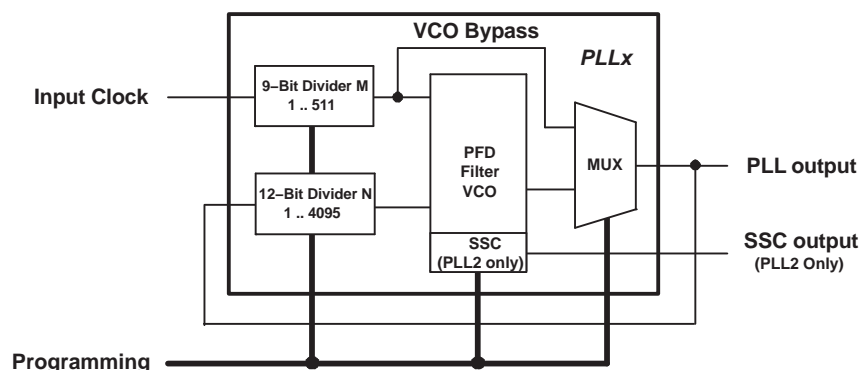 VCO Bypass
PLLx
Input Clock
9–Bit Divider M
1 .. 511
PFD
Filter
VCO
MUX
PLL output
12–Bit Divider N
1 .. 4095
SSC
(PLL2 only)
SSC output
(PLL2 Only)
Programming